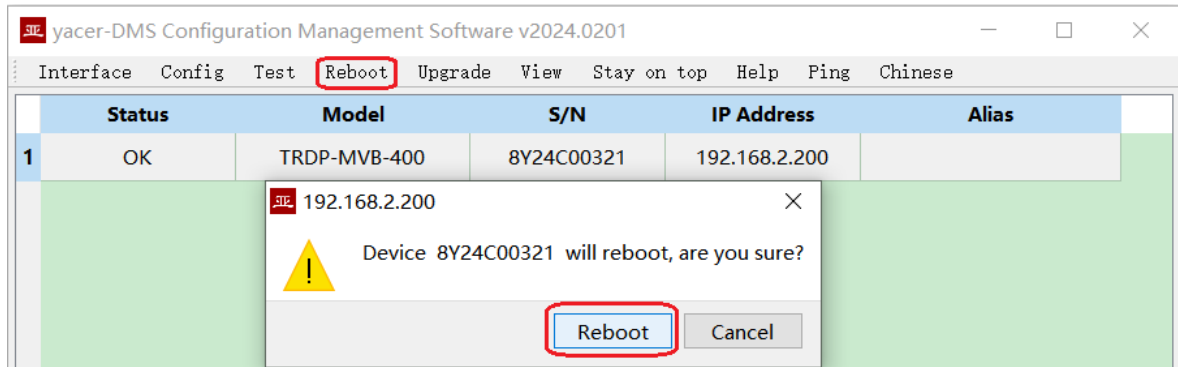 亚 yacer-DMS Configuration Management Software v2024.0201
Interface Config Test Reboot Upgrade View Stay on top Help Ping Chinese
Status Model S/N IP Address Alias
1 OK TRDP-MVB-400 8Y24C00321 192.168.2.200
亚 192.168.2.200
Device 8Y24C00321 will reboot, are you sure?
Reboot Cancel